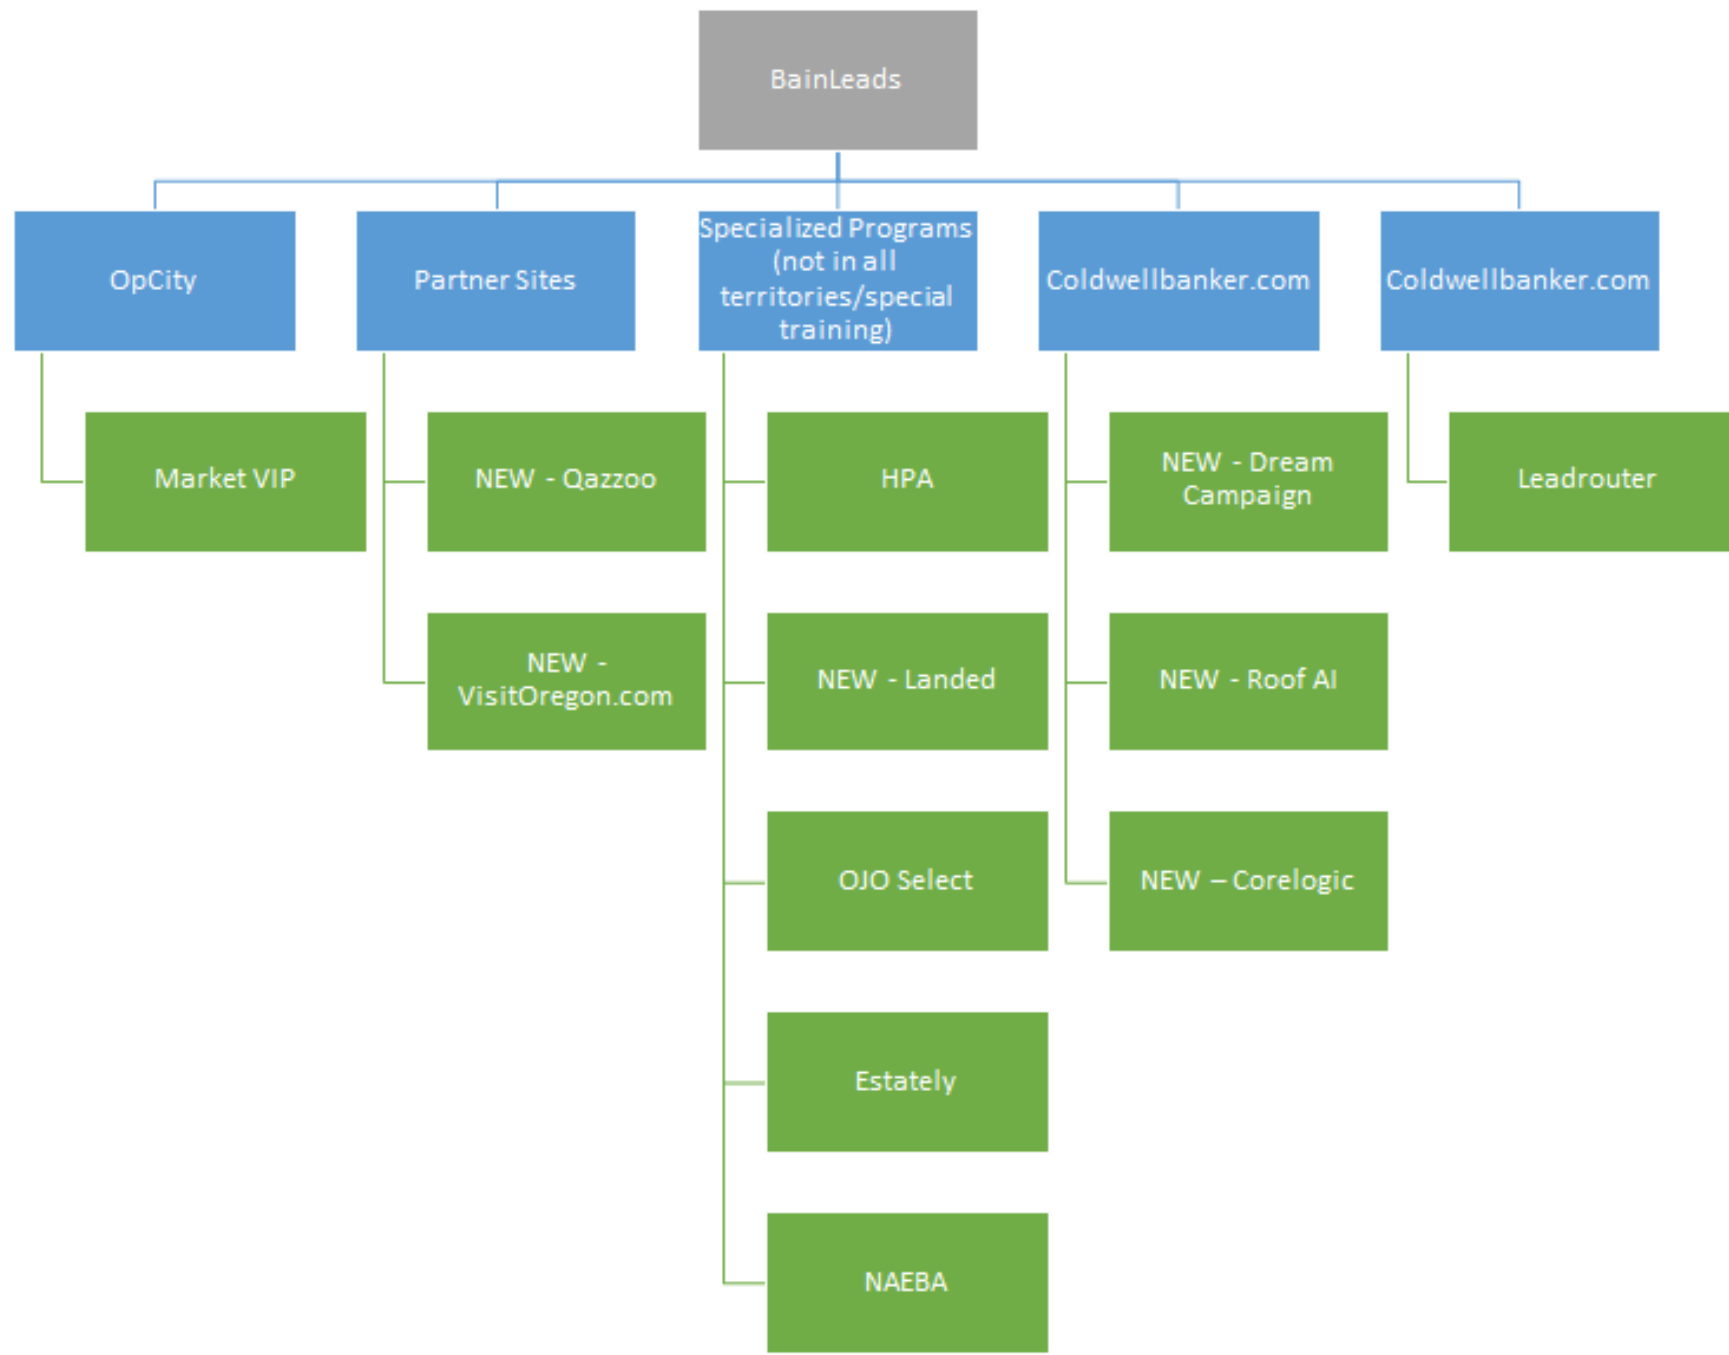 BainLeads
OpCity
Partner Sites
Specialized Programs
(not in all
territories/special
training)
Coldwellbanker.com
Coldwellbanker.com
Market VIP
NEW - Qazzoo
HPA
NEW - Dream
Campaign
Leadrouter
NEW -
VisitOregon.com
NEW - Landed
NEW - Roof AI
OJO Select
NEW – Corelogic
Estately
NAEBA